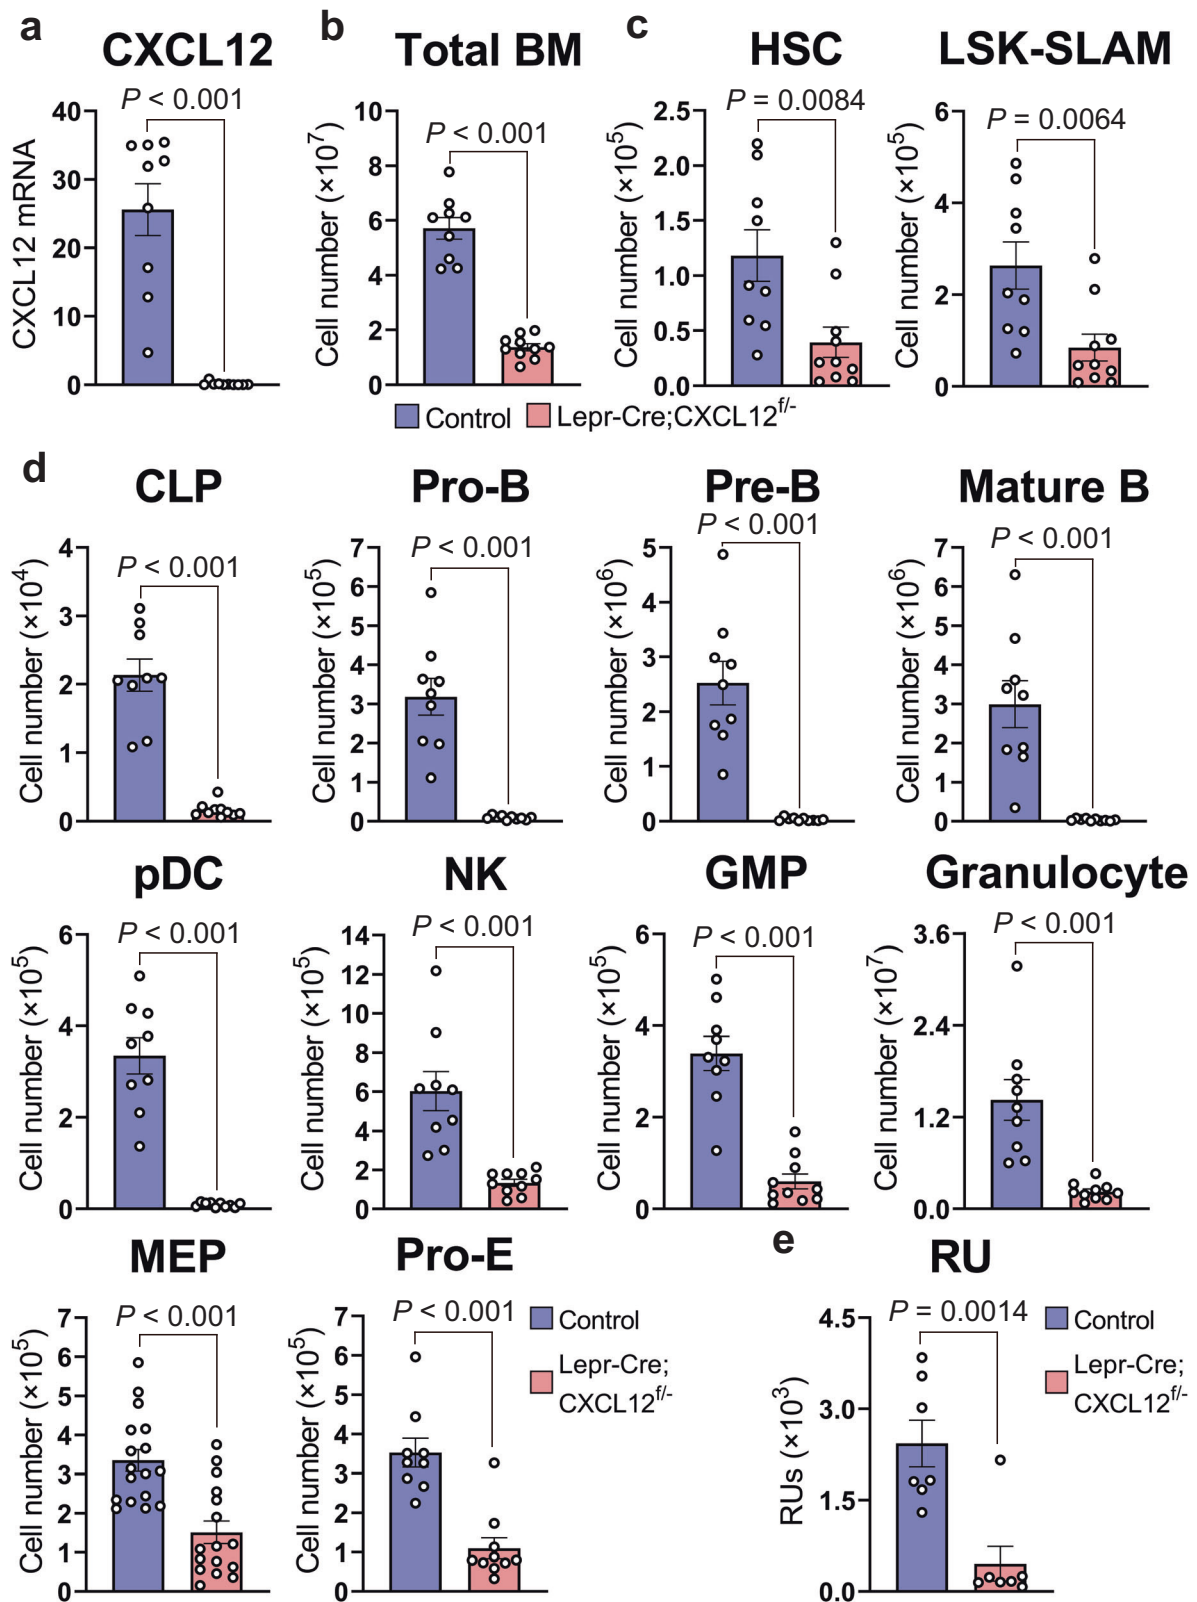 a
CXCL12
P < 0.001
CXCL12 mRNA
40
30
20
10
0
b
Total BM
P < 0.001
Cell number (×10⁷)
10
8
6
4
2
0
c
HSC
P = 0.0084
Cell number (×10⁵)
2.5
2.0
1.5
1.0
0.5
0.0
LSK-SLAM
P = 0.0064
Cell number (×10⁵)
6
4
2
0
Control
Lepr-Cre;CXCL12f/-
d
CLP
P < 0.001
Cell number (×10⁴)
4
3
2
1
0
Pro-B
P < 0.001
Cell number (×10⁵)
7
6
5
4
3
2
1
0
Pre-B
P < 0.001
Cell number (×10⁶)
5
4
3
2
1
0
Mature B
P < 0.001
Cell number (×10⁶)
7
6
5
4
3
2
1
0
pDC
P < 0.001
Cell number (×10⁵)
6
4
2
0
NK
P < 0.001
Cell number (×10⁵)
14
12
10
8
6
4
2
0
GMP
P < 0.001
Cell number (×10⁵)
6
4
2
0
Granulocyte
P < 0.001
Cell number (×10⁷)
3.6
2.4
1.2
0.0
MEP
P < 0.001
Cell number (×10⁵)
7
6
5
4
3
2
1
0
Pro-E
P < 0.001
Cell number (×10⁵)
7
6
5
4
3
2
1
0
Control
Lepr-Cre;
CXCL12f/-
e
RU
P = 0.0014
RUs (×10³)
4.5
3.0
1.5
0.0
Control
Lepr-Cre;
CXCL12f/-